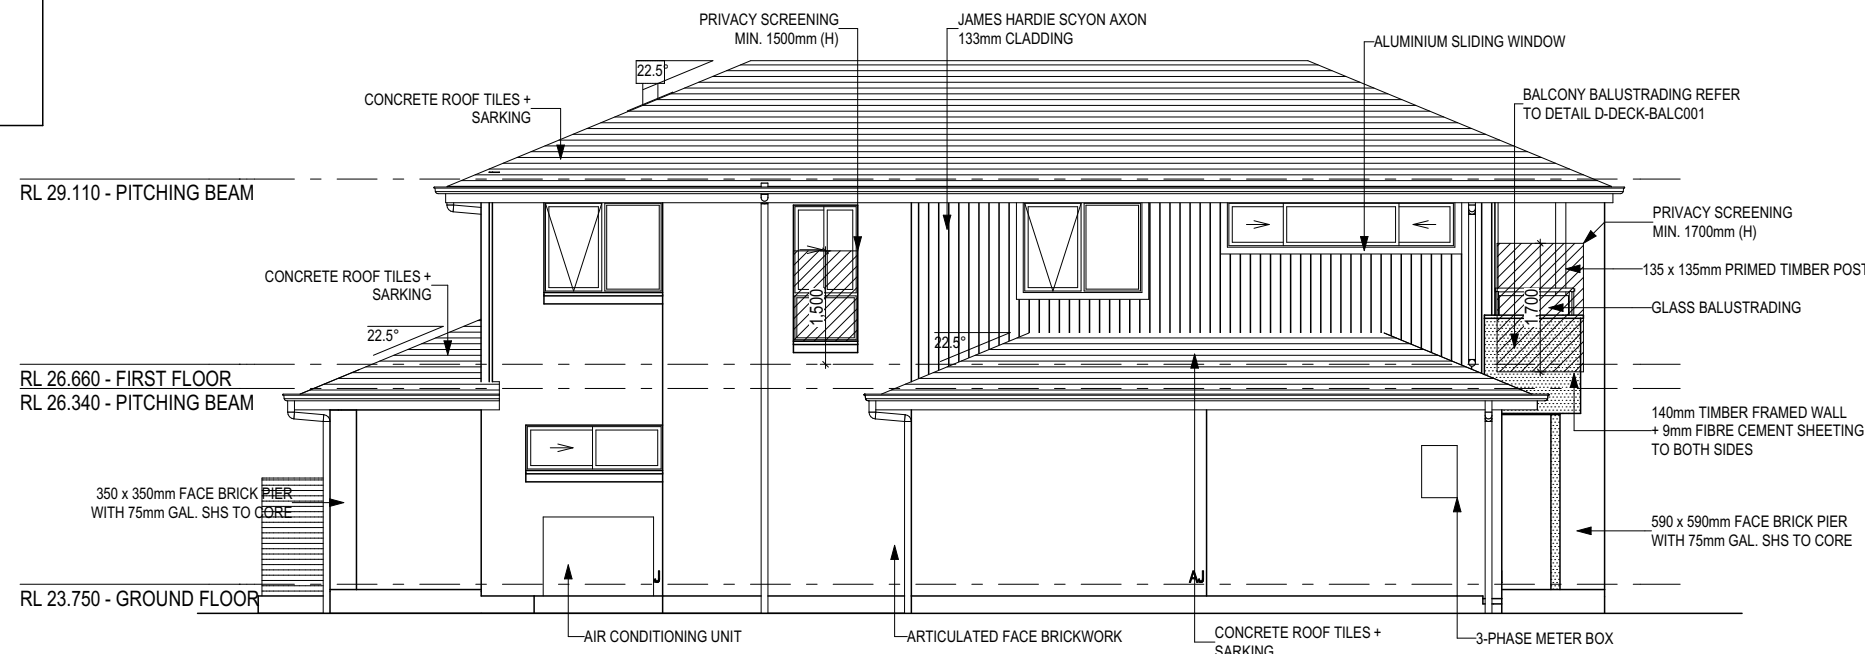 PRIVACY SCREENING
MIN. 1500mm (H)
JAMES HARDIE SCYON AXON
133mm CLADDING
ALUMINIUM SLIDING WINDOW
22.5°
CONCRETE ROOF TILES +
SARKING
BALCONY BALUSTRADING REFER
TO DETAIL D-DECK-BALC001
RL 29.110 - PITCHING BEAM
PRIVACY SCREENING
MIN. 1700mm (H)
135 x 135mm PRIMED TIMBER POST
CONCRETE ROOF TILES +
SARKING
1,500
1,700
GLASS BALUSTRADING
22.5°
22.5°
RL 26.660 - FIRST FLOOR
RL 26.340 - PITCHING BEAM
140mm TIMBER FRAMED WALL
+ 9mm FIBRE CEMENT SHEETING
TO BOTH SIDES
350 x 350mm FACE BRICK PIER
WITH 75mm GAL. SHS TO CORE
590 x 590mm FACE BRICK PIER
WITH 75mm GAL. SHS TO CORE
AJ
RL 23.750 - GROUND FLOOR
AIR CONDITIONING UNIT
ARTICULATED FACE BRICKWORK
CONCRETE ROOF TILES +
SARKING
3-PHASE METER BOX